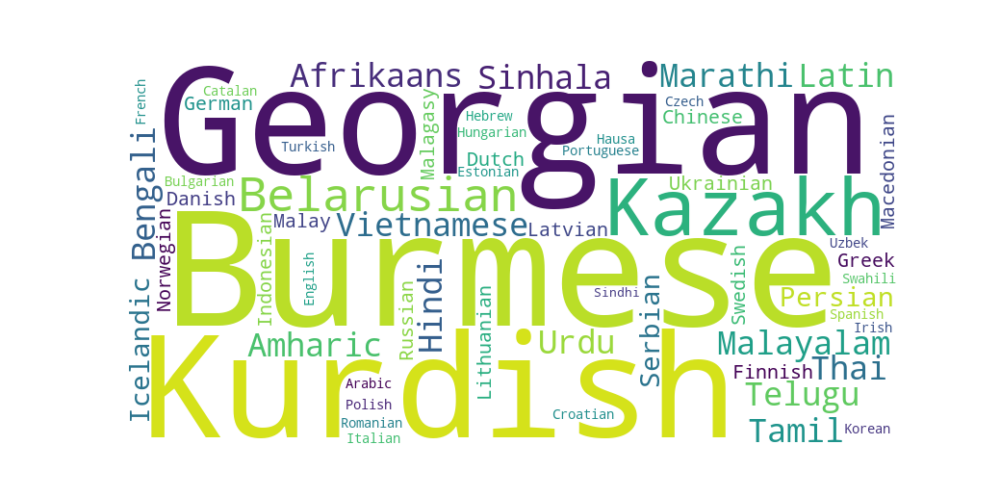 Georgian
Afrikaans
Sinhala
Marathi
Latin
French
Catalan
German
Malagasy
Hebrew
Hungarian
Czech
Chinese
Hausa
Portuguese
Turkish
Dutch
Estonian
Macedonian
Bengali
Bulgarian
Danish
Belarusian
Kazakh
Ukrainian
Norwegian
Malay
Vietnamese
Latvian
Burmese
Indonesian
English
Russian
Hindi
Lithuanian
Sindhi
Serbian
Swedish
Uzbek
Greek
Swahili
Persian
Spanish
Irish
Icelandic
Amharic
Urdu
Malayalam
Kurdish
Finnish
Thai
Arabic
Polish
Romanian
Italian
Croatian
Telugu
Tamil
Korean